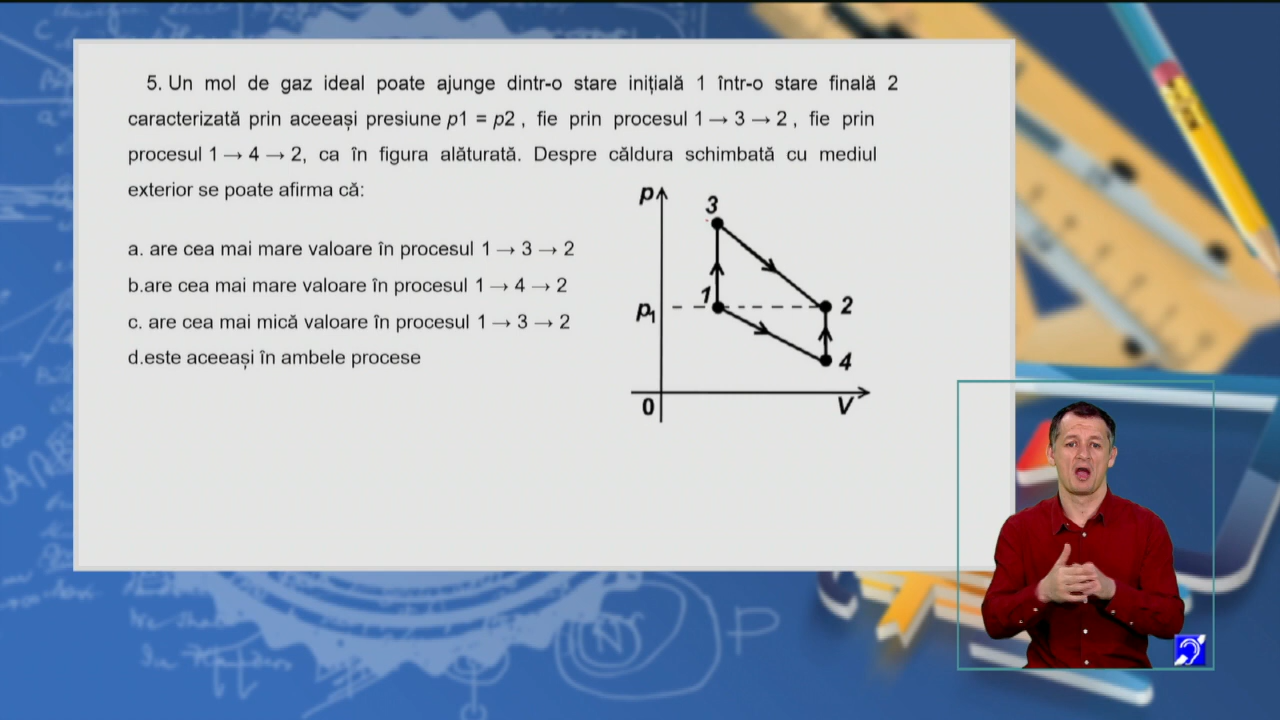 5. Un mol de gaz ideal poate ajunge dintr-o stare inițială 1 într-o stare finală 2
caracterizată prin aceeași presiune p1 = p2 , fie prin procesul 1 → 3 → 2 , fie prin
procesul 1 → 4 → 2, ca în figura alăturată. Despre căldura schimbată cu mediul
exterior se poate afirma că:
a. are cea mai mare valoare în procesul 1 → 3 → 2
b.are cea mai mare valoare în procesul 1 → 4 → 2
c. are cea mai mică valoare în procesul 1 → 3 → 2
d.este aceeași în ambele procese
p
3
1
2
p₁
4
0
V
N
P